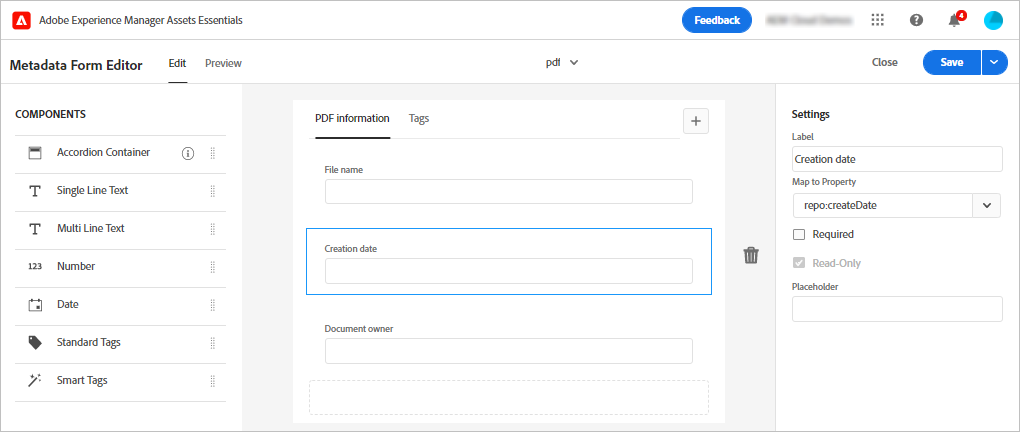 Adobe Experience Manager Assets Essentials
Feedback
4
Metadata Form Editor
Edit
Preview
pdf
Close
Save
COMPONENTS
Accordion Container
Single Line Text
Multi Line Text
123 Number
Date
Standard Tags
Smart Tags
PDF information
Tags
File name
Creation date
Document owner
Settings
Label
Creation date
Map to Property
repo:createDate
Required
Read-Only
Placeholder